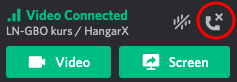 Video Connected
LN-GBO kurs / HangarX
Video
Screen